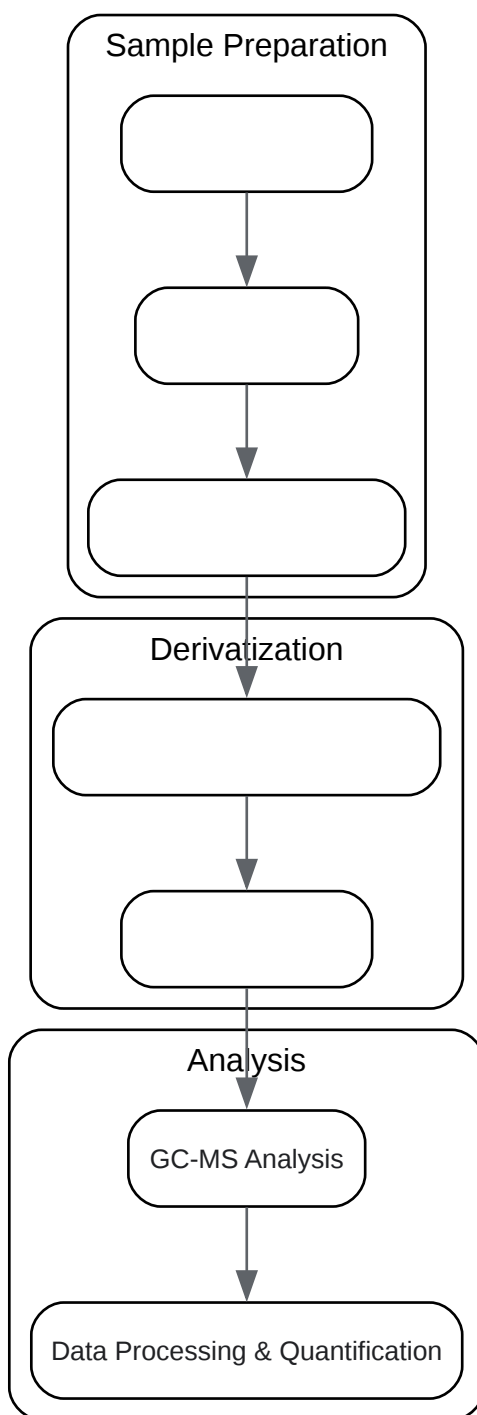 Sample Preparation
Derivatization
Analysis
GC-MS Analysis
Data Processing & Quantification